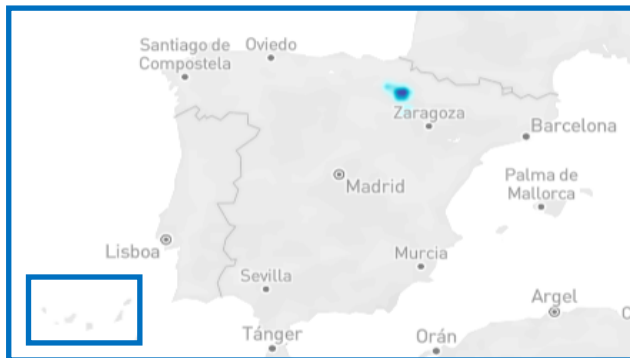 Santiago de
Compostela
Oviedo
Zaragoza
Barcelona
Madrid
Palma de
Mallorca
Lisboa
Murcia
Sevilla
Argel
Tánger
Orán
C